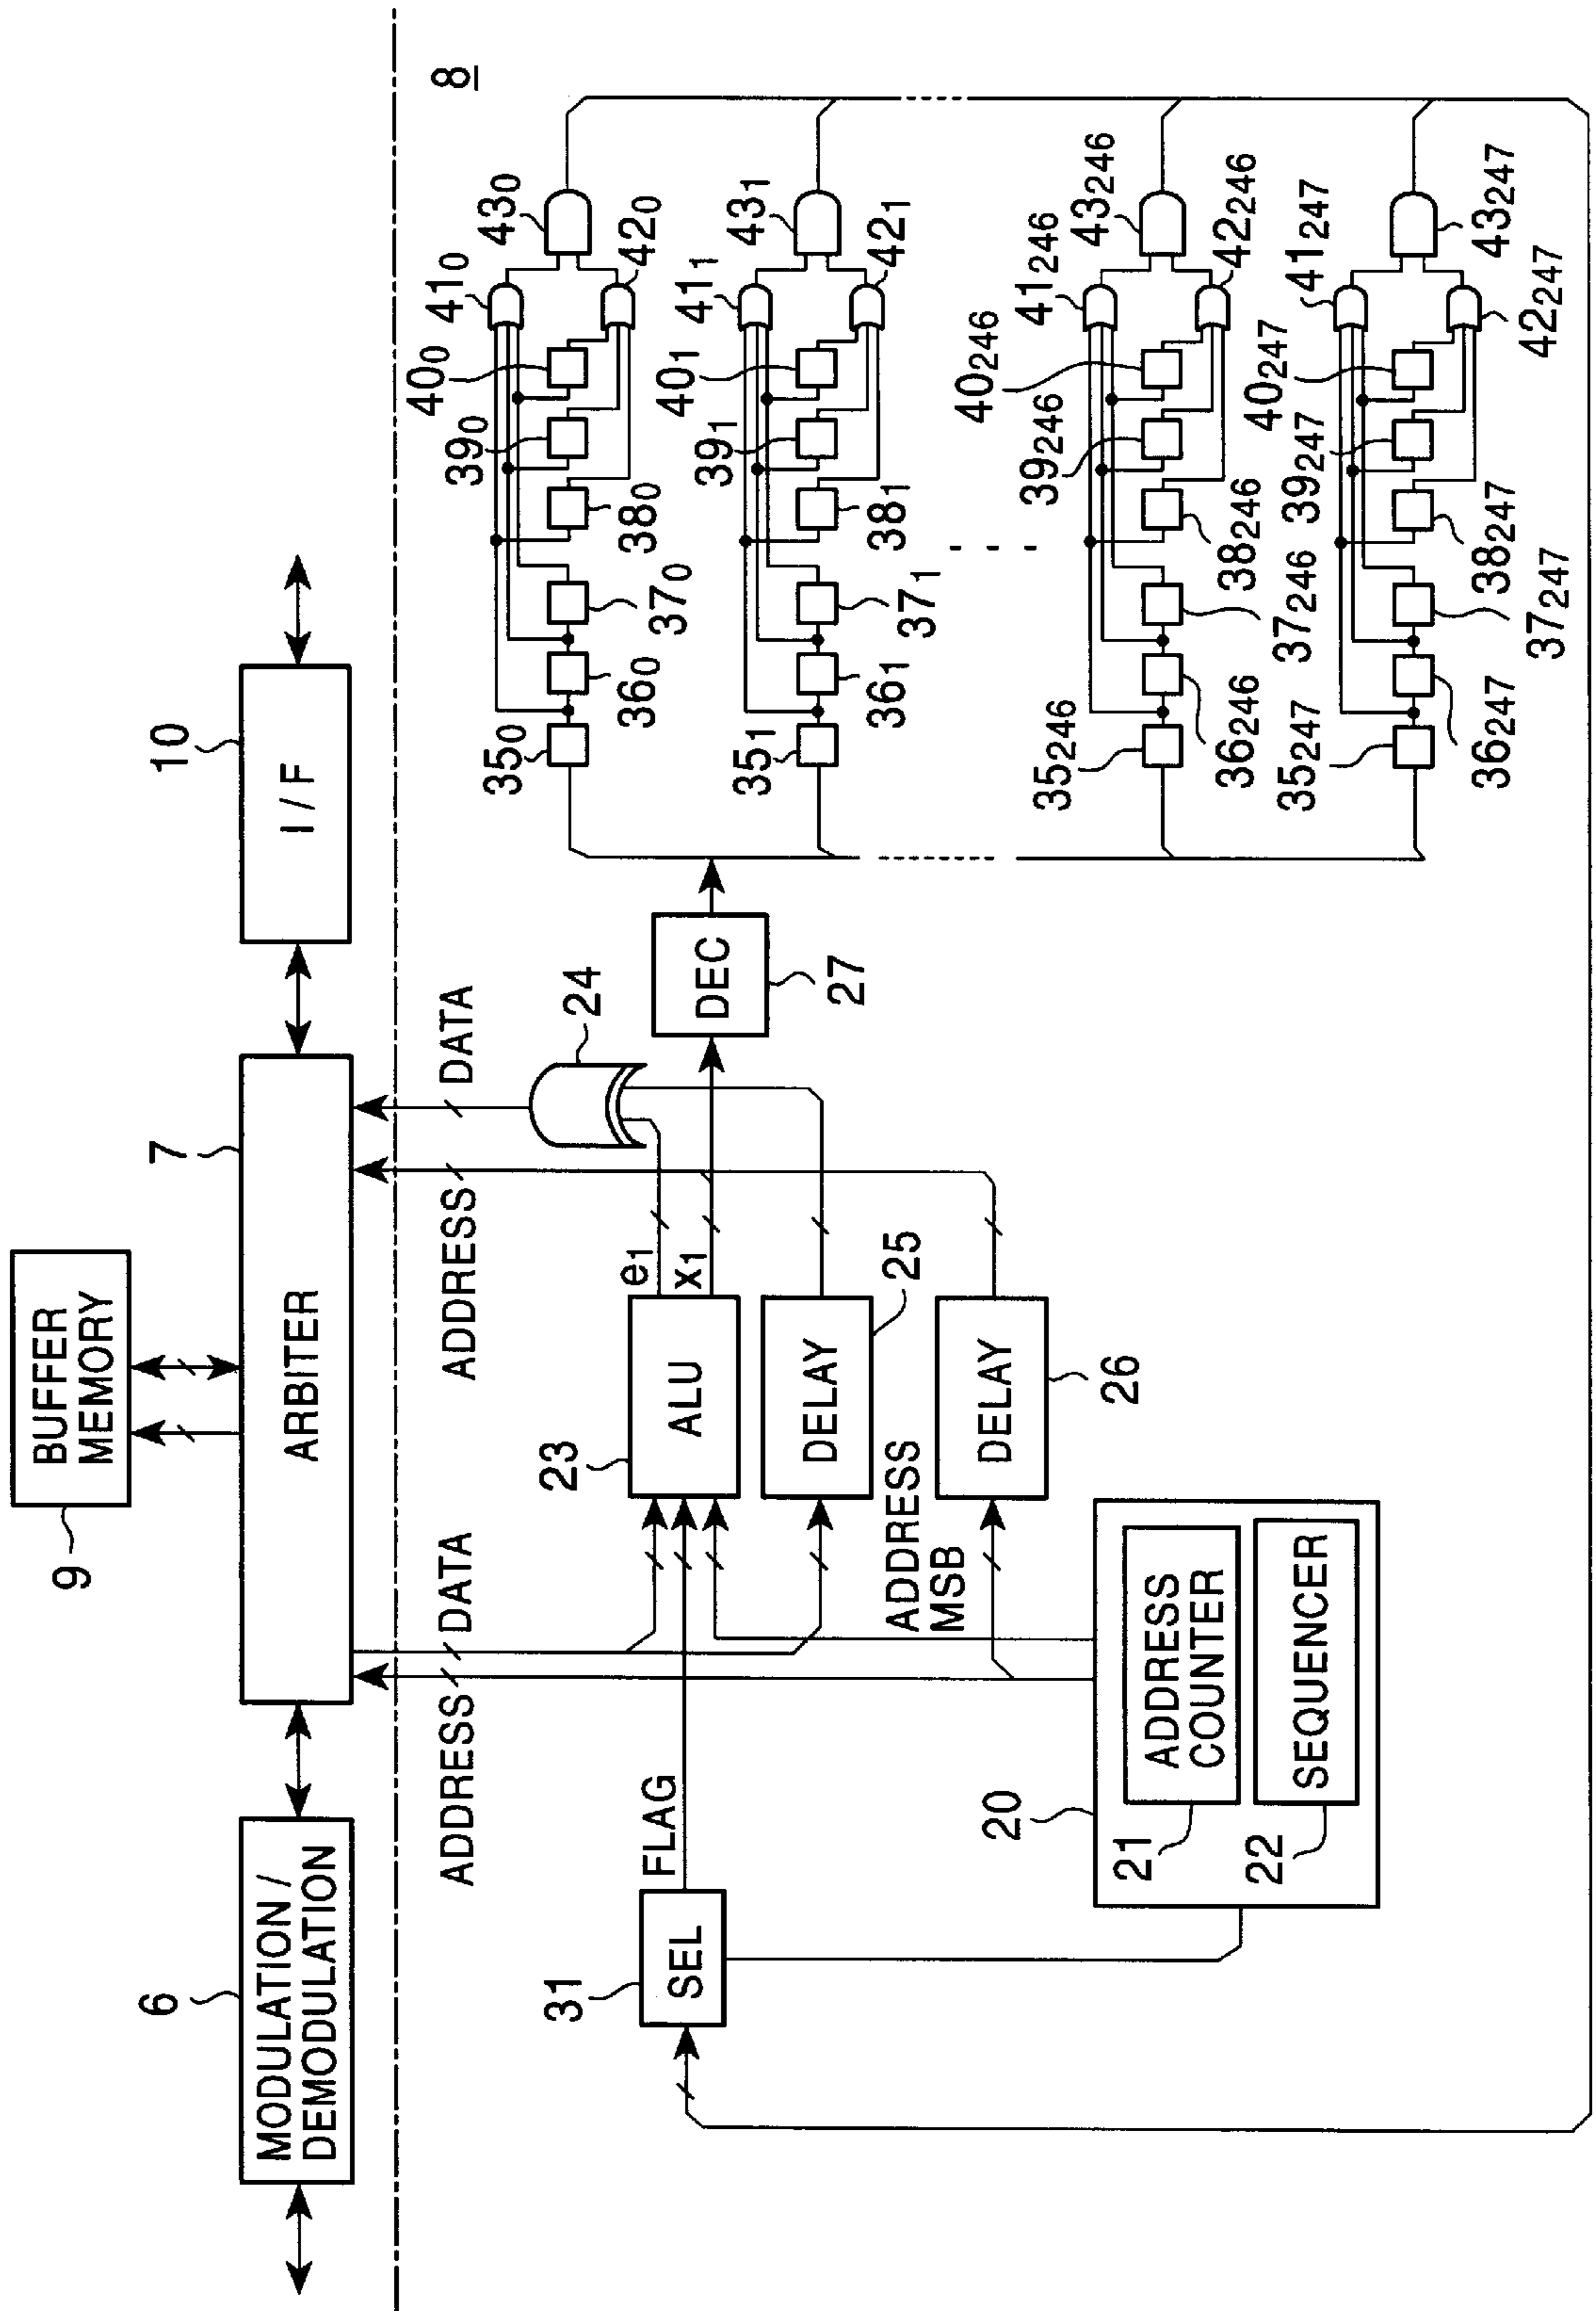 9
BUFFER
MEMORY
6
7
10
MODULATION /
DEMODULATION
ARBITER
I / F
8
ADDRESS
DATA
ADDRESS
DATA
31
SEL
FLAG
23
ALU
e1
x1
24
DEC
27
DELAY
25
ADDRESS
MSB
DELAY
26
20
21
ADDRESS
COUNTER
22
SEQUENCER
350
360
370
380
390
400
410
420
430
351
361
371
381
391
401
411
421
431
35246
36246
37246
38246
39246
40246
41246
42246
43246
35247
36247
37247
38247
39247
40247
41247
42247
43247